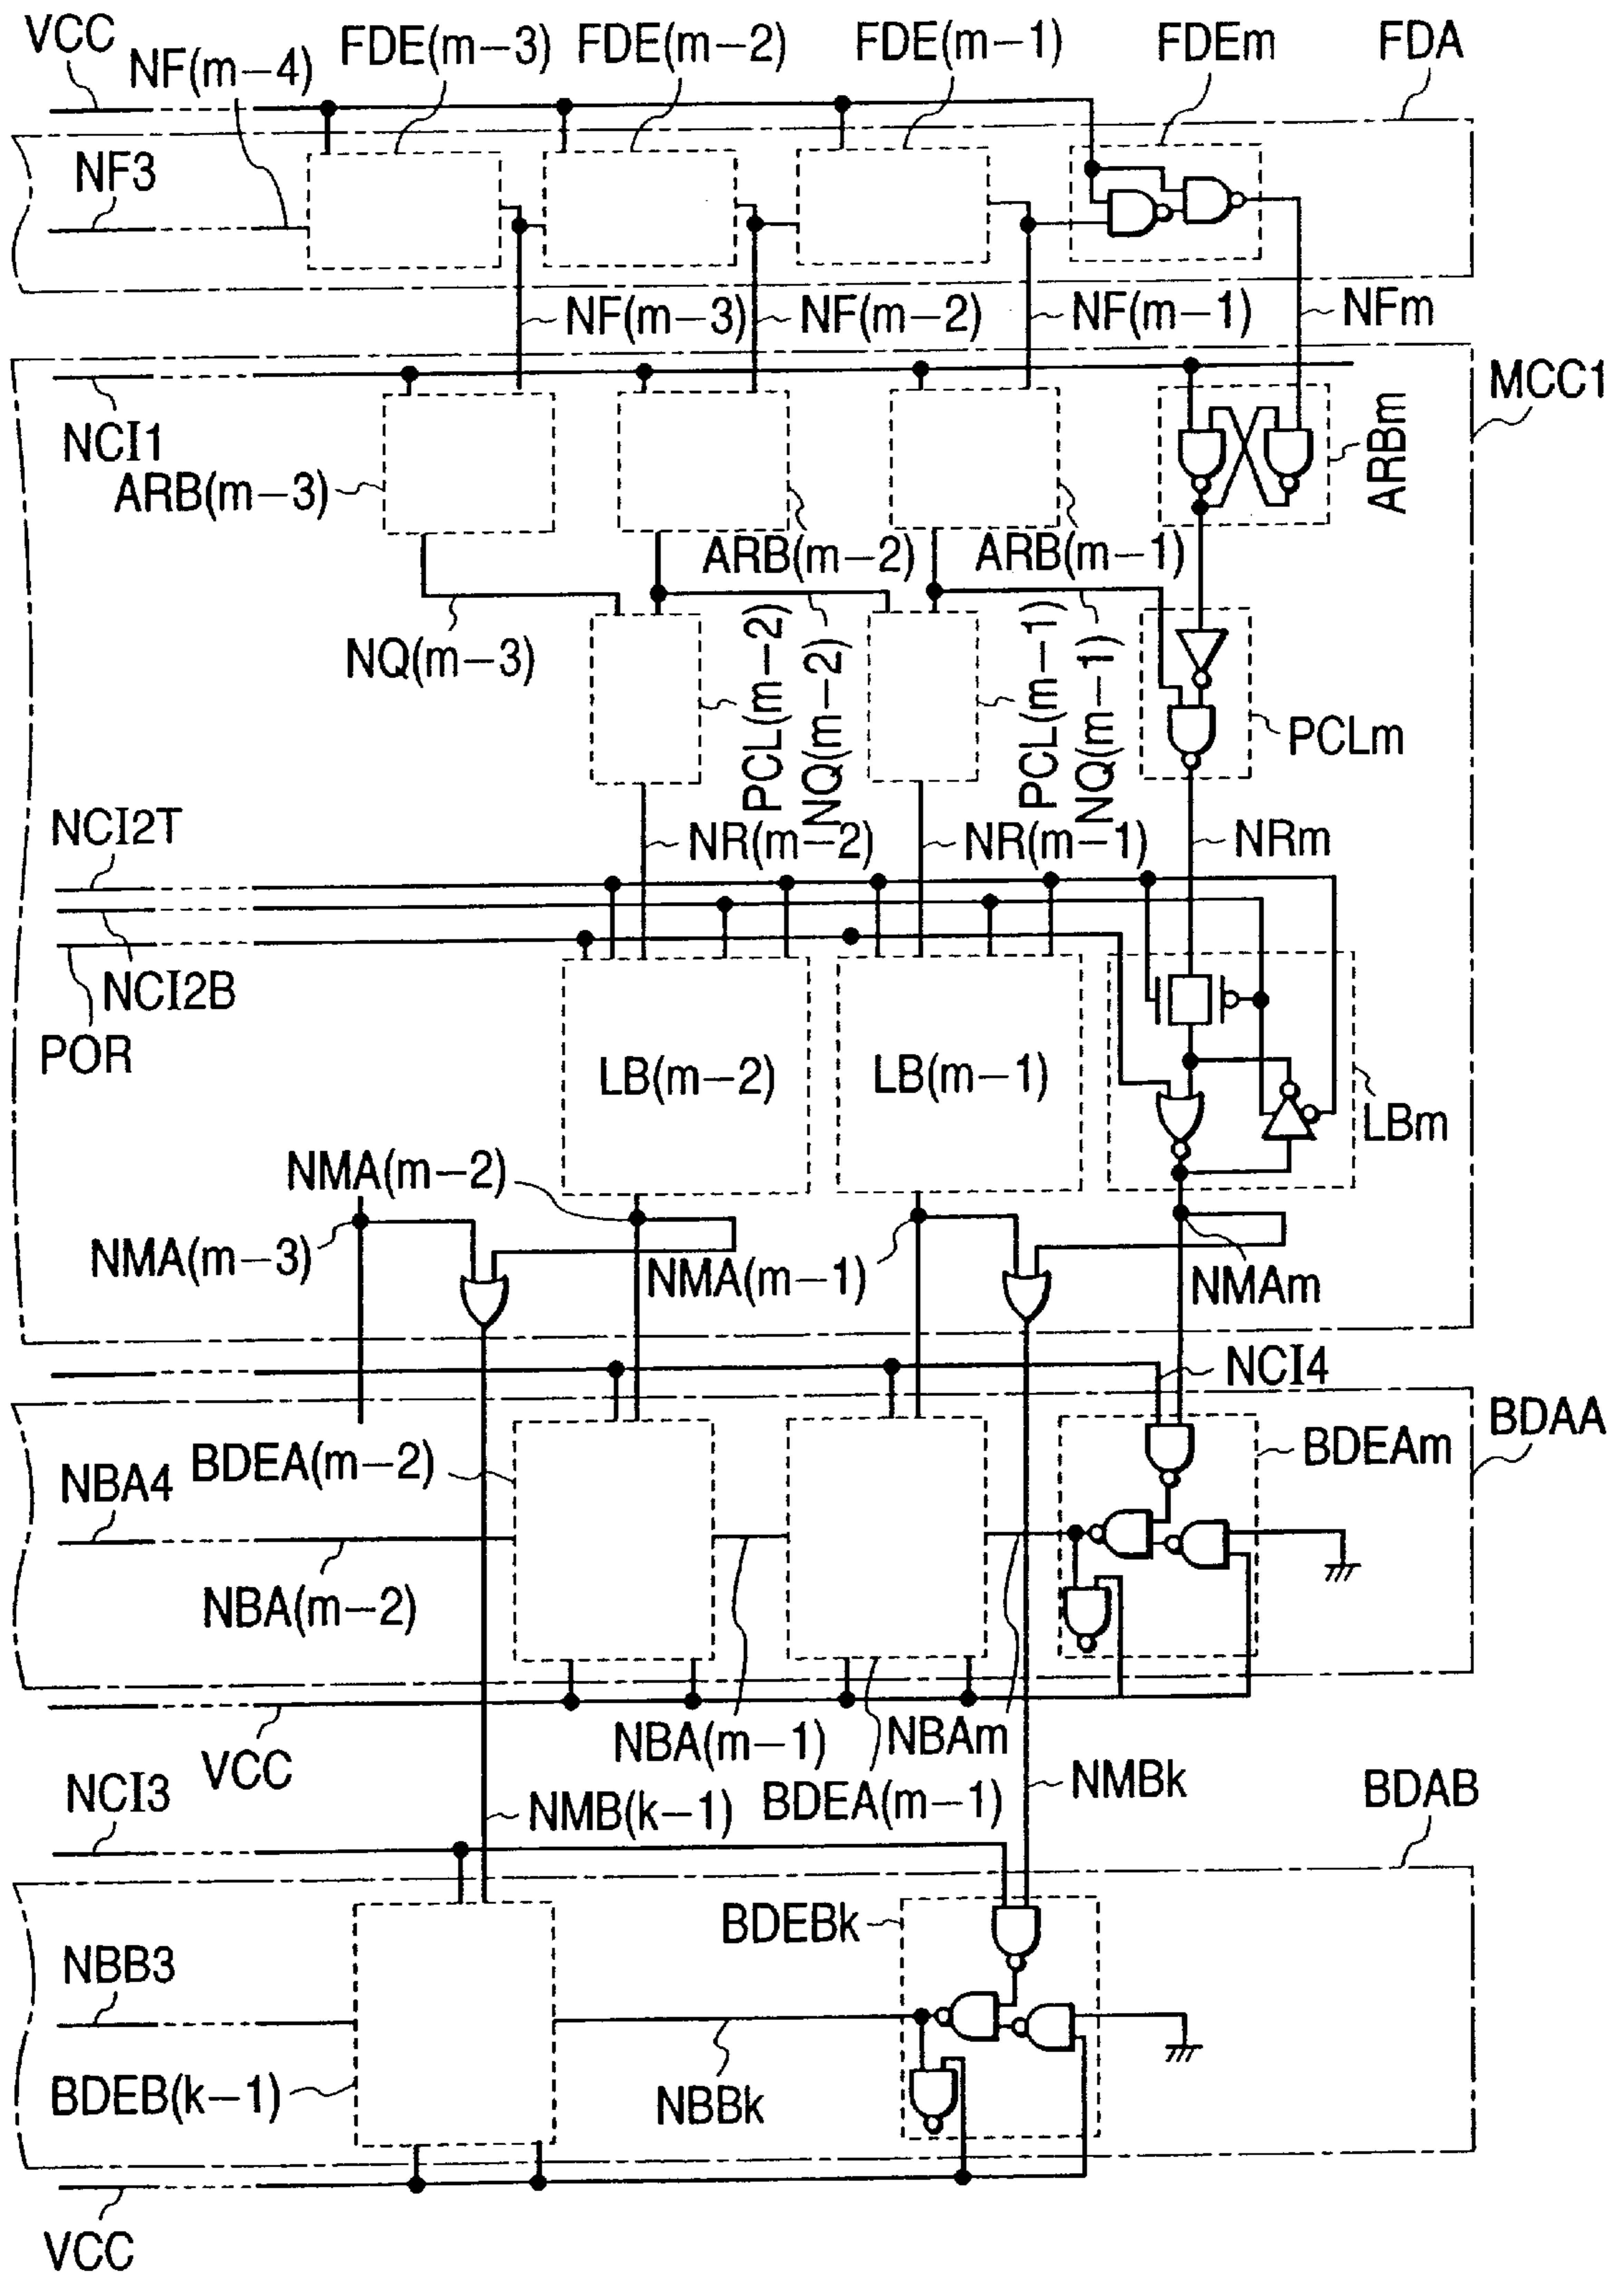 VCC
NF(m-4)
FDE(m-3)
FDE(m-2)
FDE(m-1)
FDEm
FDA
NF3
NF(m-3)
NF(m-2)
NF(m-1)
NFm
MCC1
NCI1
ARB(m-3)
ARB(m-2)
ARB(m-1)
ARBm
NQ(m-3)
PCL(m-2)
NQ(m-2)
PCL(m-1)
NQ(m-1)
PCLm
NCI2T
NR(m-2)
NR(m-1)
NRm
NCI2B
POR
LB(m-2)
LB(m-1)
LBm
NMA(m-2)
NMA(m-3)
NMA(m-1)
NMAm
NCI4
BDAA
NBA4
BDEA(m-2)
BDEAm
NBA(m-2)
NBA(m-1)
NBAm
VCC
NCI3
NMB(k-1)
BDEA(m-1)
NMBk
BDAB
BDEBk
NBB3
BDEB(k-1)
NBBk
VCC